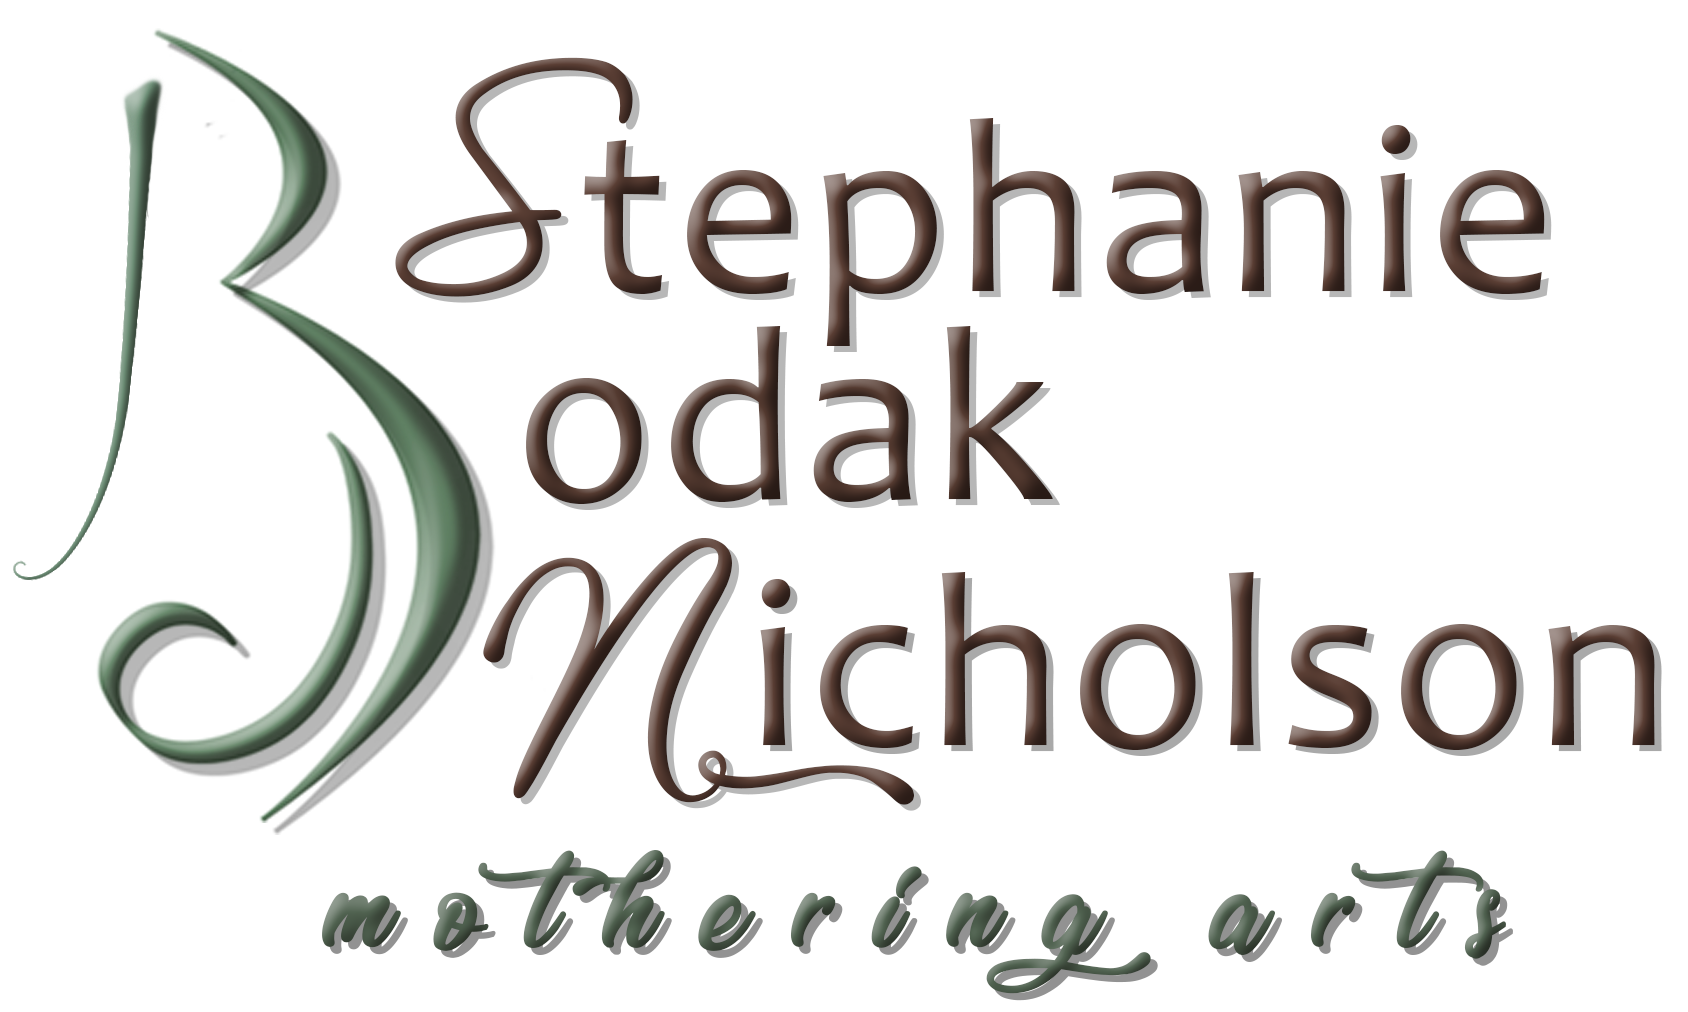 Stephanie
Bodak
Nicholson
mothering arts